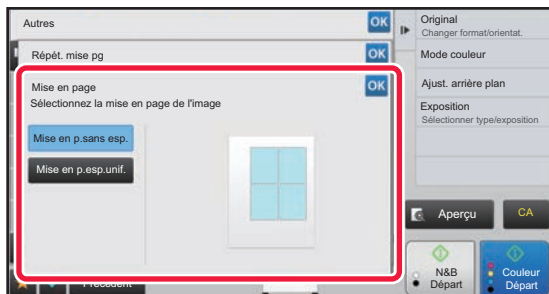 Autres
OK
Répét. mise pg
OK
Mise en page
OK
Sélectionnez la mise en page de l'image
Mise en p.sans esp.
Mise en p.esp.unif.
Précédent
Original
Changer format/orientat.
Mode couleur
Ajust. arrière plan
Exposition
Sélectionner type/exposition
Aperçu
CA
N&B
Départ
Couleur
Départ